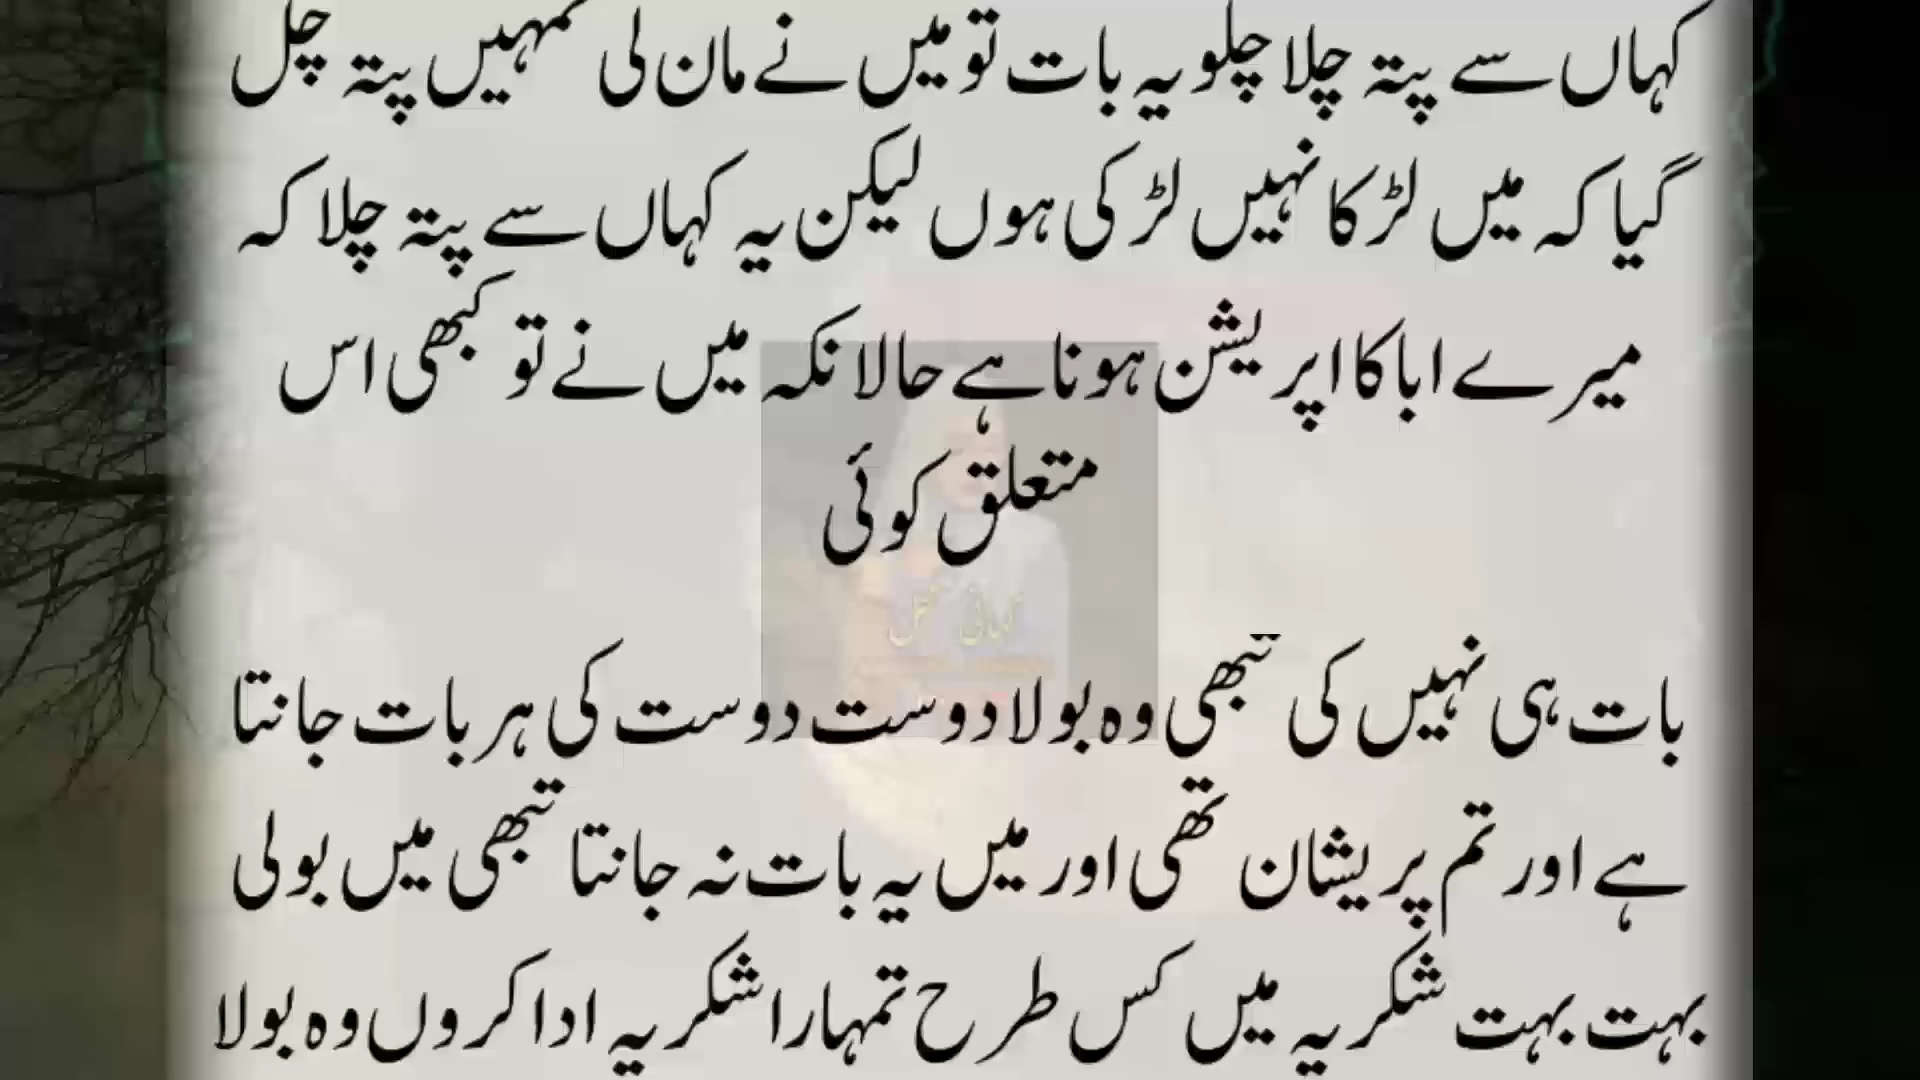 کہاں سے پتہ چلا چلو یہ بات تو میں نے مان لی تمہیں پتہ چل
گیا کہ میں لڑکا نہیں لڑکی ہوں لیکن یہ کہاں سے پتہ چلا کہ
میرے ابا کا اپریشن ہونا ہے حالانکہ میں نے تو کبھی اس
متعلق کوئی
کہانی محل
بات ہی نہیں کی تبھی وہ بولا دوست دوست کی ہر بات جانتا
ہے اور تم پریشان تھی اور میں یہ بات نہ جانتا تبھی میں بولی
بہت بہت شکریہ میں کس طرح تمہارا شکریہ ادا کروں وہ بولا